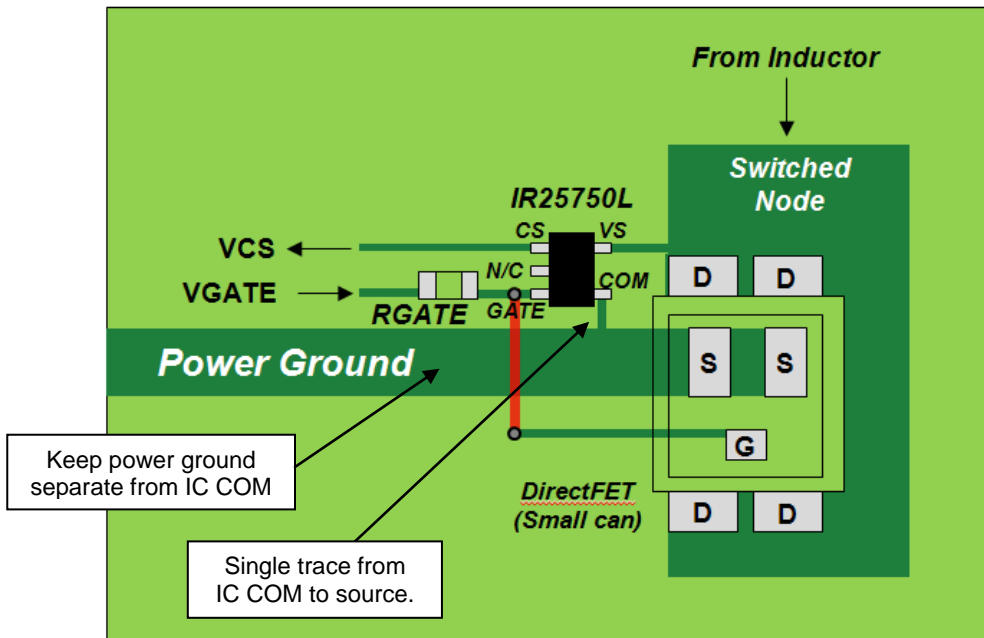 From Inductor
Switched
Node
IR25750L
CS
VS
VCS
N/C
COM
VGATE
GATE
RGATE
D
D
Power Ground
S
S
G
Keep power ground
separate from IC COM
DirectFET
(Small can)
D
D
Single trace from
IC COM to source.